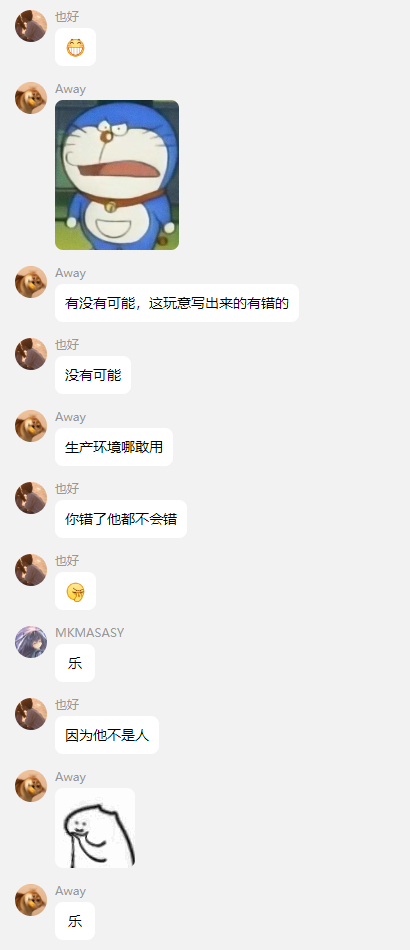 也好
Away
Away
有没有可能，这玩意写出来的有错的
也好
没有可能
Away
生产环境哪敢用
也好
你错了他都不会错
也好
MKMASASY
乐
也好
因为他不是人
Away
Away
乐